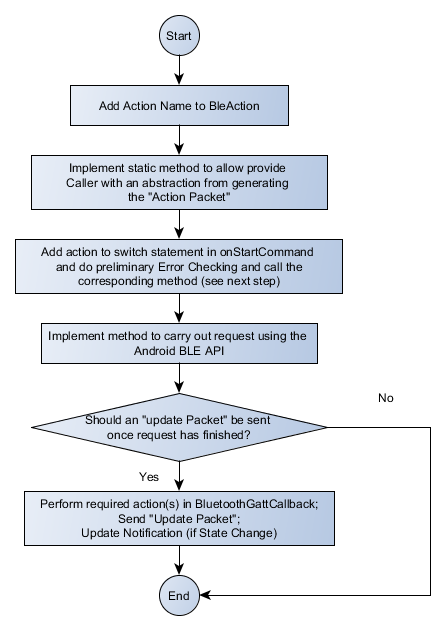 Start
Add Action Name to BleAction
Implement static method to allow provide
Caller with an abstraction from generating
the "Action Packet"
Add action to switch statement in onStartCommand
and do preliminary Error Checking and call the
corresponding method (see next step)
Implement method to carry out request using the
Android BLE API
Should an "update Packet" be sent
once request has finished?
No
Yes
Perform required action(s) in BluetoothGattCallback;
Send "Update Packet";
Update Notification (if State Change)
End